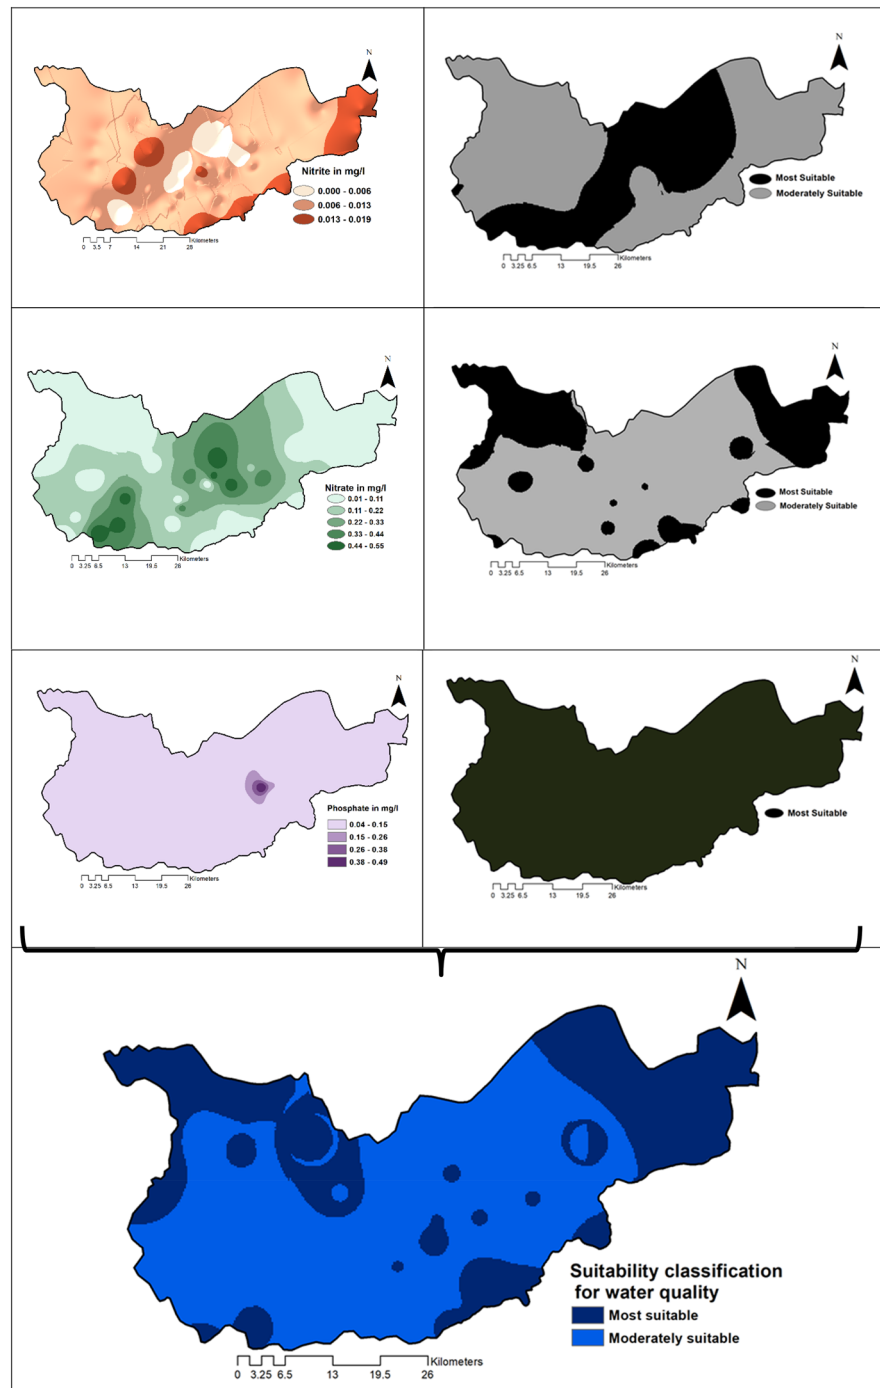 N
Nitrite in mg/l
0.000 - 0.006
0.006 - 0.013
0.013 - 0.019
0 3.5 7 14 21 28 Kilometers
N
Most Suitable
Moderately Suitable
0 3.25 6.5 13 19.5 26 Kilometers
N
Nitrate in mg/l
0.01 - 0.11
0.11 - 0.22
0.22 - 0.33
0.33 - 0.44
0.44 - 0.55
0 3.25 6.5 13 19.5 26 Kilometers
N
Most Suitable
Moderately Suitable
0 3.25 6.5 13 19.5 26 Kilometers
N
Phosphate in mg/l
0.04 - 0.15
0.15 - 0.26
0.26 - 0.38
0.38 - 0.49
0 3.25 6.5 13 19.5 26 Kilometers
N
Most Suitable
0 3.25 6.5 13 19.5 26 Kilometers
N
Suitability classification
for water quality
Most suitable
Moderately suitable
0 3.25 6.5 13 19.5 26 Kilometers